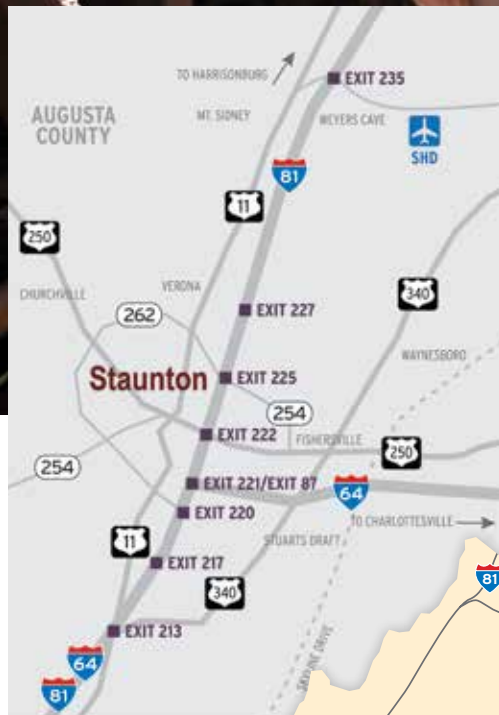 TO HARRISONBURG
EXIT 235
AUGUSTA
COUNTY
MT. SIDNEY
WEYERS CAVE
SHD
81
11
250
340
CHURCHVILLE
VERONA
262
EXIT 227
WAYNESBORO
Staunton
EXIT 225
254
EXIT 222
FISHERSVILLE
250
254
EXIT 221/EXIT 87
64
EXIT 220
TO CHARLOTTESVILLE
11
STUARTS DRAFT
EXIT 217
340
81
EXIT 213
SKYLINE DRIVE
64
81